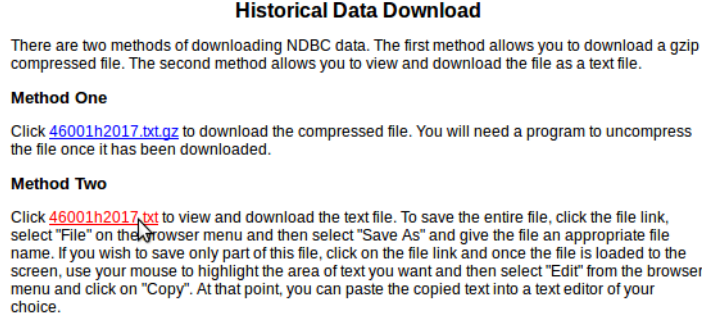 Historical Data Download
There are two methods of downloading NDBC data. The first method allows you to download a gzip
compressed file. The second method allows you to view and download the file as a text file.
Method One
Click 46001h2017.txt.gz to download the compressed file. You will need a program to uncompress
the file once it has been downloaded.
Method Two
Click 46001h2017.txt to view and download the text file. To save the entire file, click the file link,
select "File" on the browser menu and then select "Save As" and give the file an appropriate file
name. If you wish to save only part of this file, click on the file link and once the file is loaded to the
screen, use your mouse to highlight the area of text you want and then select "Edit" from the browser
menu and click on "Copy". At that point, you can paste the copied text into a text editor of your
choice.